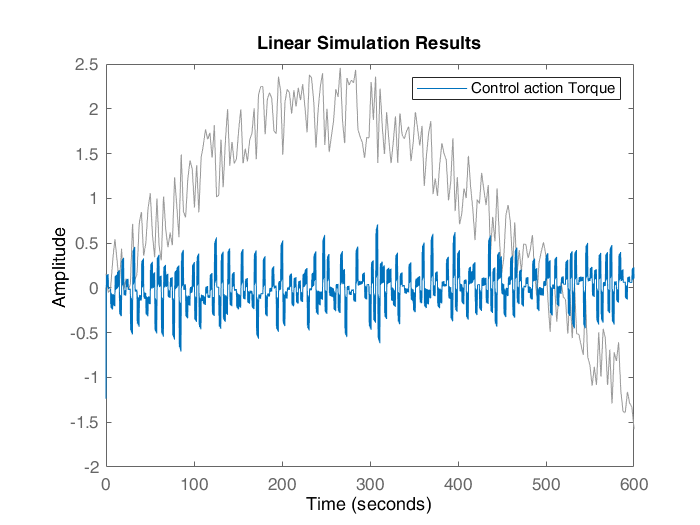 Linear Simulation Results
2.5
Control action Torque
2
1.5
1
0.5
Amplitude
0
-0.5
-1
-1.5
-2
0 100 200 300 400 500 600
Time (seconds)